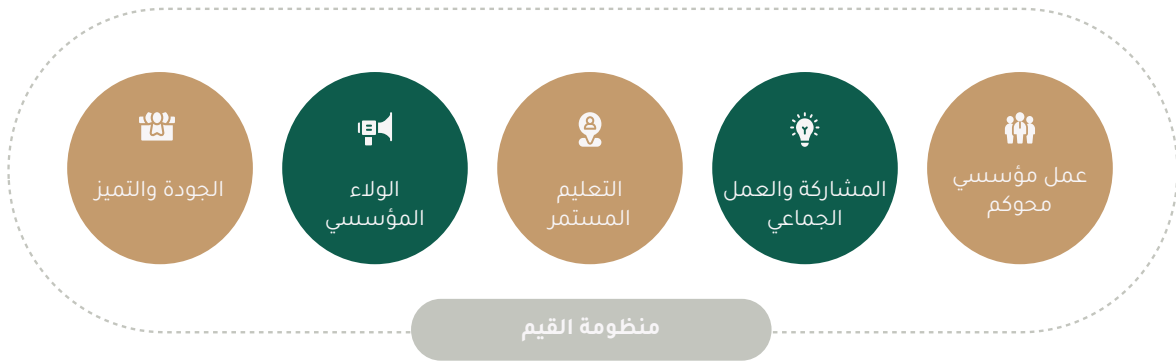 عمل مؤسسي
محوكم
المشاركة والعمل
الجماعي
التعليم
المستمر
الولاء
المؤسسي
الجودة والتميز
منظومة القيم